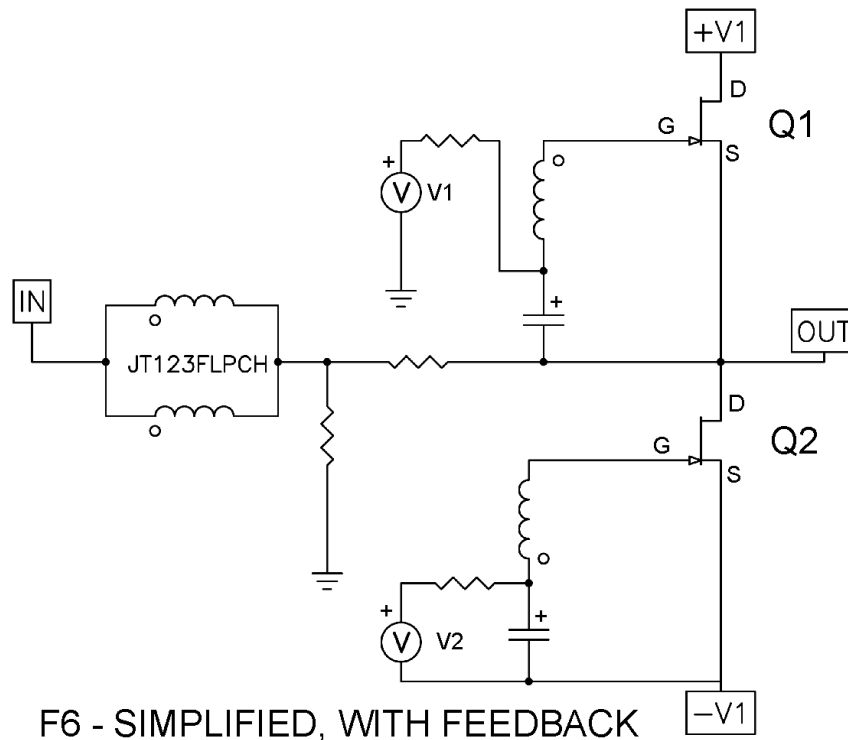 +V1
D
Q1
G
S
+
V
V1
+
IN
JT123FLPCH
OUT
D
Q2
G
S
+
V
V2
+
F6 - SIMPLIFIED, WITH FEEDBACK
-V1